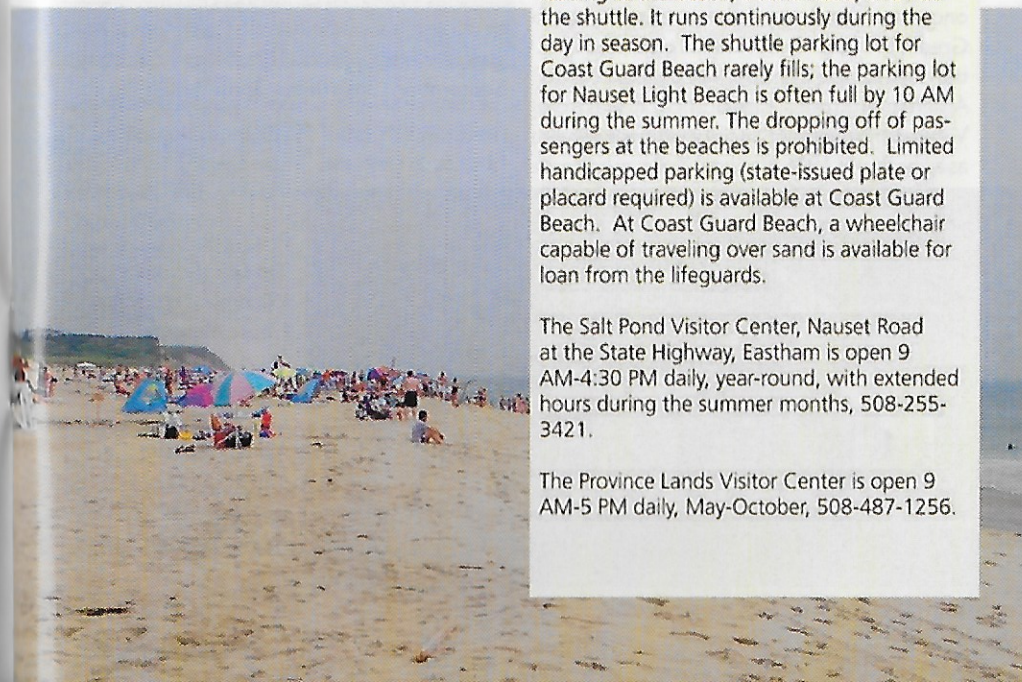 the shuttle. It runs continuously during the
day in season. The shuttle parking lot for
Coast Guard Beach rarely fills; the parking lot
for Nauset Light Beach is often full by 10 AM
during the summer. The dropping off of pas-
sengers at the beaches is prohibited. Limited
handicapped parking (state-issued plate or
placard required) is available at Coast Guard
Beach. At Coast Guard Beach, a wheelchair
capable of traveling over sand is available for
loan from the lifeguards.
The Salt Pond Visitor Center, Nauset Road
at the State Highway, Eastham is open 9
AM-4:30 PM daily, year-round, with extended
hours during the summer months, 508-255-
3421.
The Province Lands Visitor Center is open 9
AM-5 PM daily, May-October, 508-487-1256.